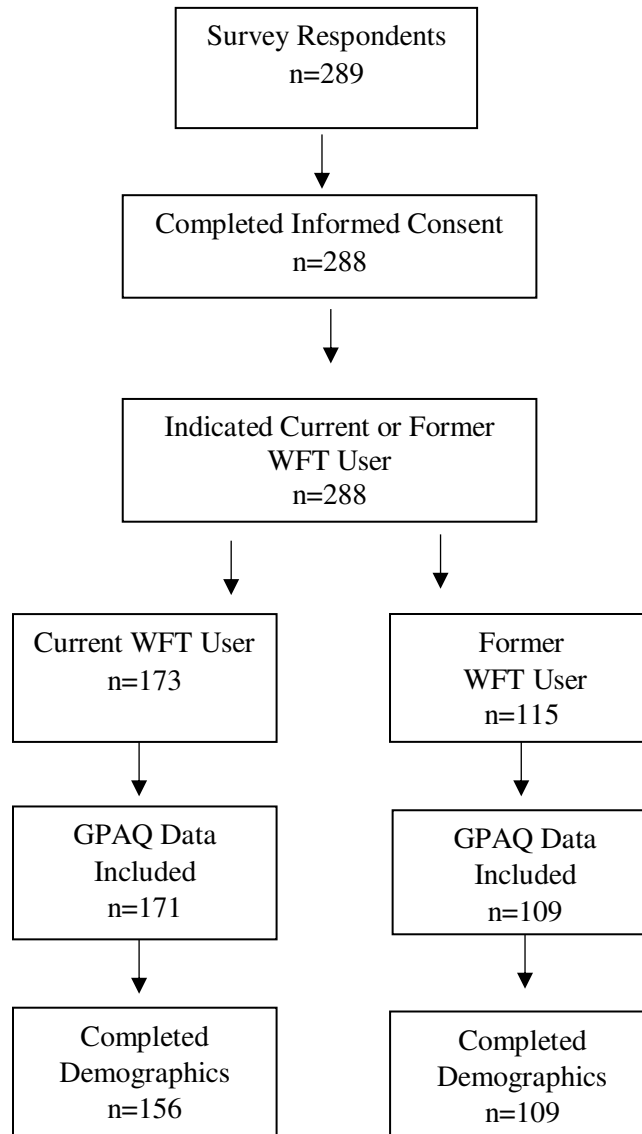 Survey Respondents
n=289
Completed Informed Consent
n=288
Indicated Current or Former
WFT User
n=288
Current WFT User
n=173
Former
WFT User
n=115
GPAQ Data
Included
n=171
GPAQ Data
Included
n=109
Completed
Demographics
n=156
Completed
Demographics
n=109